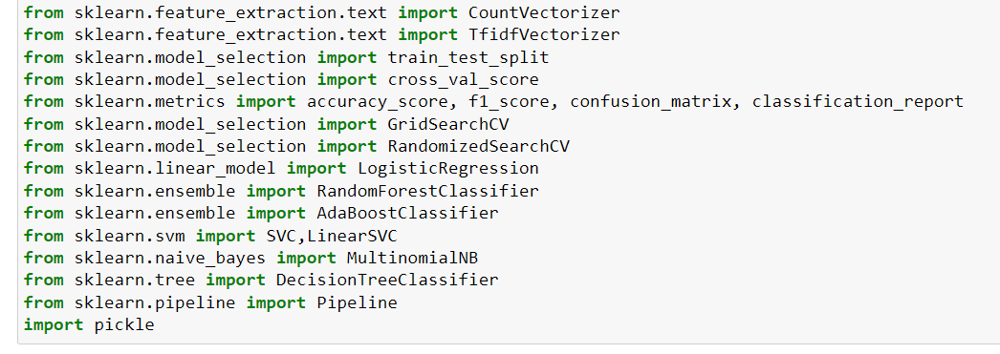 from sklearn.feature_extraction.text import CountVectorizer
from sklearn.feature_extraction.text import TfidfVectorizer
from sklearn.model_selection import train_test_split
from sklearn.model_selection import cross_val_score
from sklearn.metrics import accuracy_score, f1_score, confusion_matrix, classification_report
from sklearn.model_selection import GridSearchCV
from sklearn.model_selection import RandomizedSearchCV
from sklearn.linear_model import LogisticRegression
from sklearn.ensemble import RandomForestClassifier
from sklearn.ensemble import AdaBoostClassifier
from sklearn.svm import SVC,LinearSVC
from sklearn.naive_bayes import MultinomialNB
from sklearn.tree import DecisionTreeClassifier
from sklearn.pipeline import Pipeline
import pickle